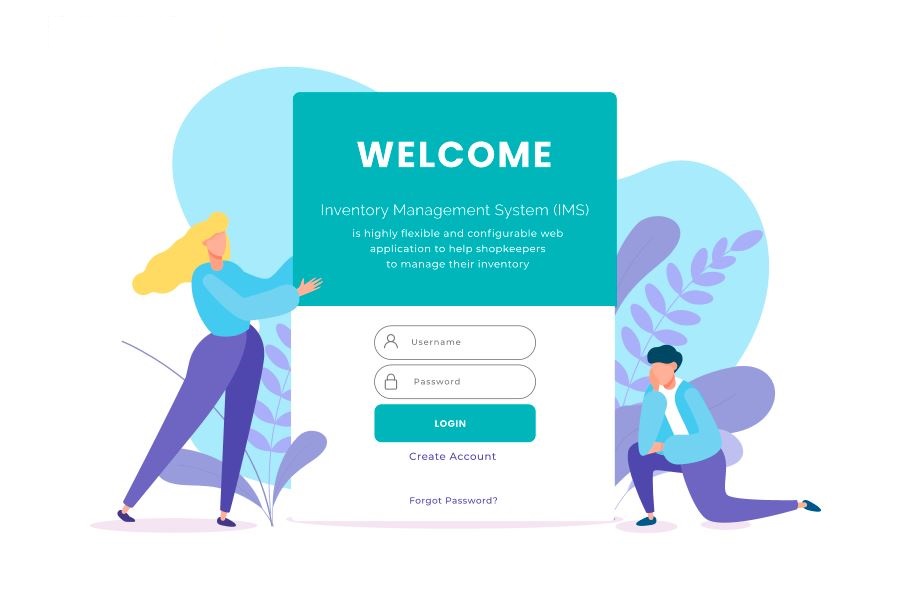 WELCOME
Inventory Management System (IMS)
is highly flexible and configurable web
application to help shopkeepers
to manage their inventory
Username
Password
LOGIN
Create Account
Forgot Password?